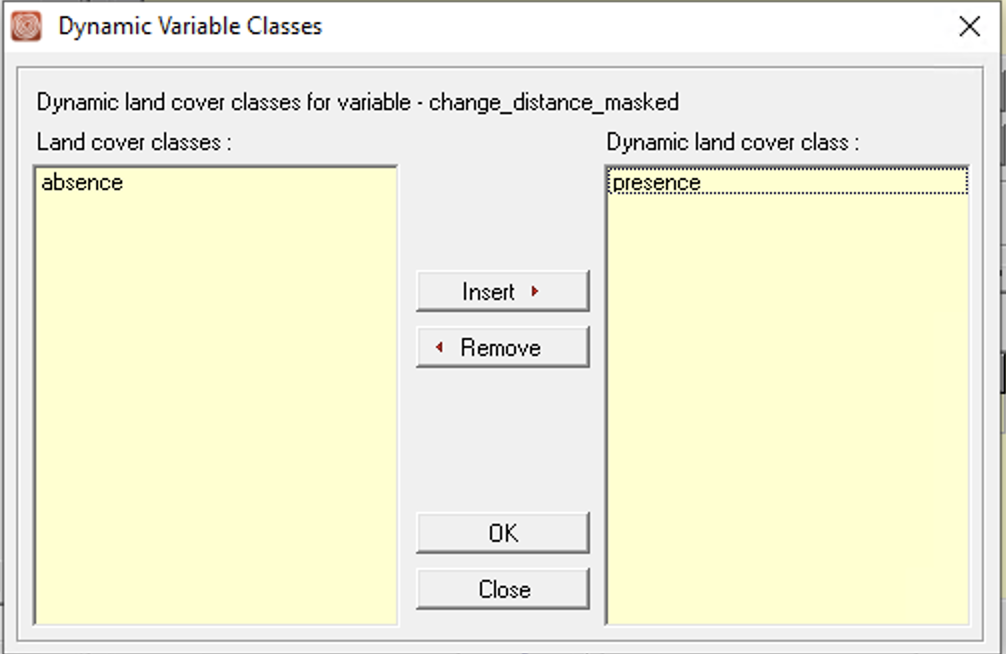 Dynamic Variable Classes
Dynamic land cover classes for variable - change_distance_masked
Land cover classes :
Dynamic land cover class :
absence
presence
Insert
Remove
OK
Close